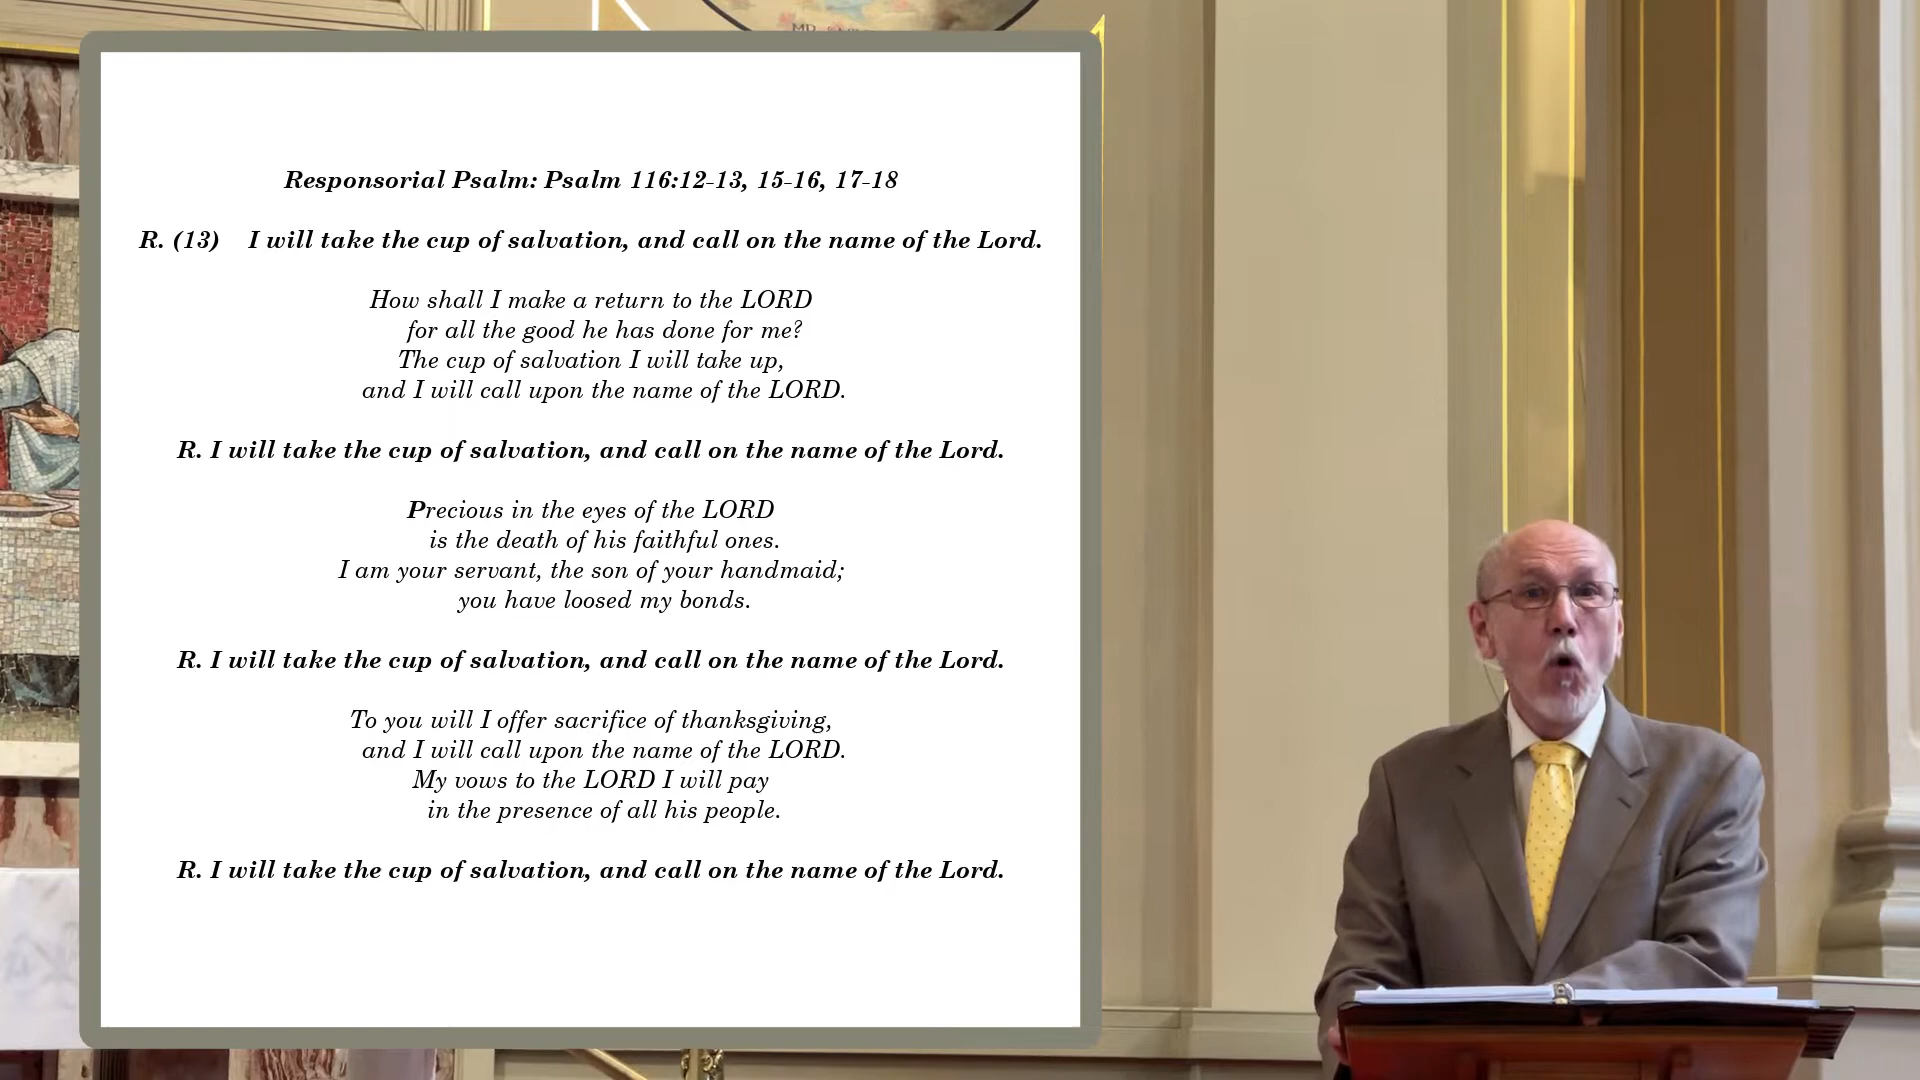 Responsorial Psalm: Psalm 116:12-13, 15-16, 17-18
R. (13) I will take the cup of salvation, and call on the name of the Lord.
How shall I make a return to the LORD
for all the good he has done for me?
The cup of salvation I will take up,
and I will call upon the name of the LORD.
R. I will take the cup of salvation, and call on the name of the Lord.
Precious in the eyes of the LORD
is the death of his faithful ones.
I am your servant, the son of your handmaid;
you have loosed my bonds.
R. I will take the cup of salvation, and call on the name of the Lord.
To you will I offer sacrifice of thanksgiving,
and I will call upon the name of the LORD.
My vows to the LORD I will pay
in the presence of all his people.
R. I will take the cup of salvation, and call on the name of the Lord.